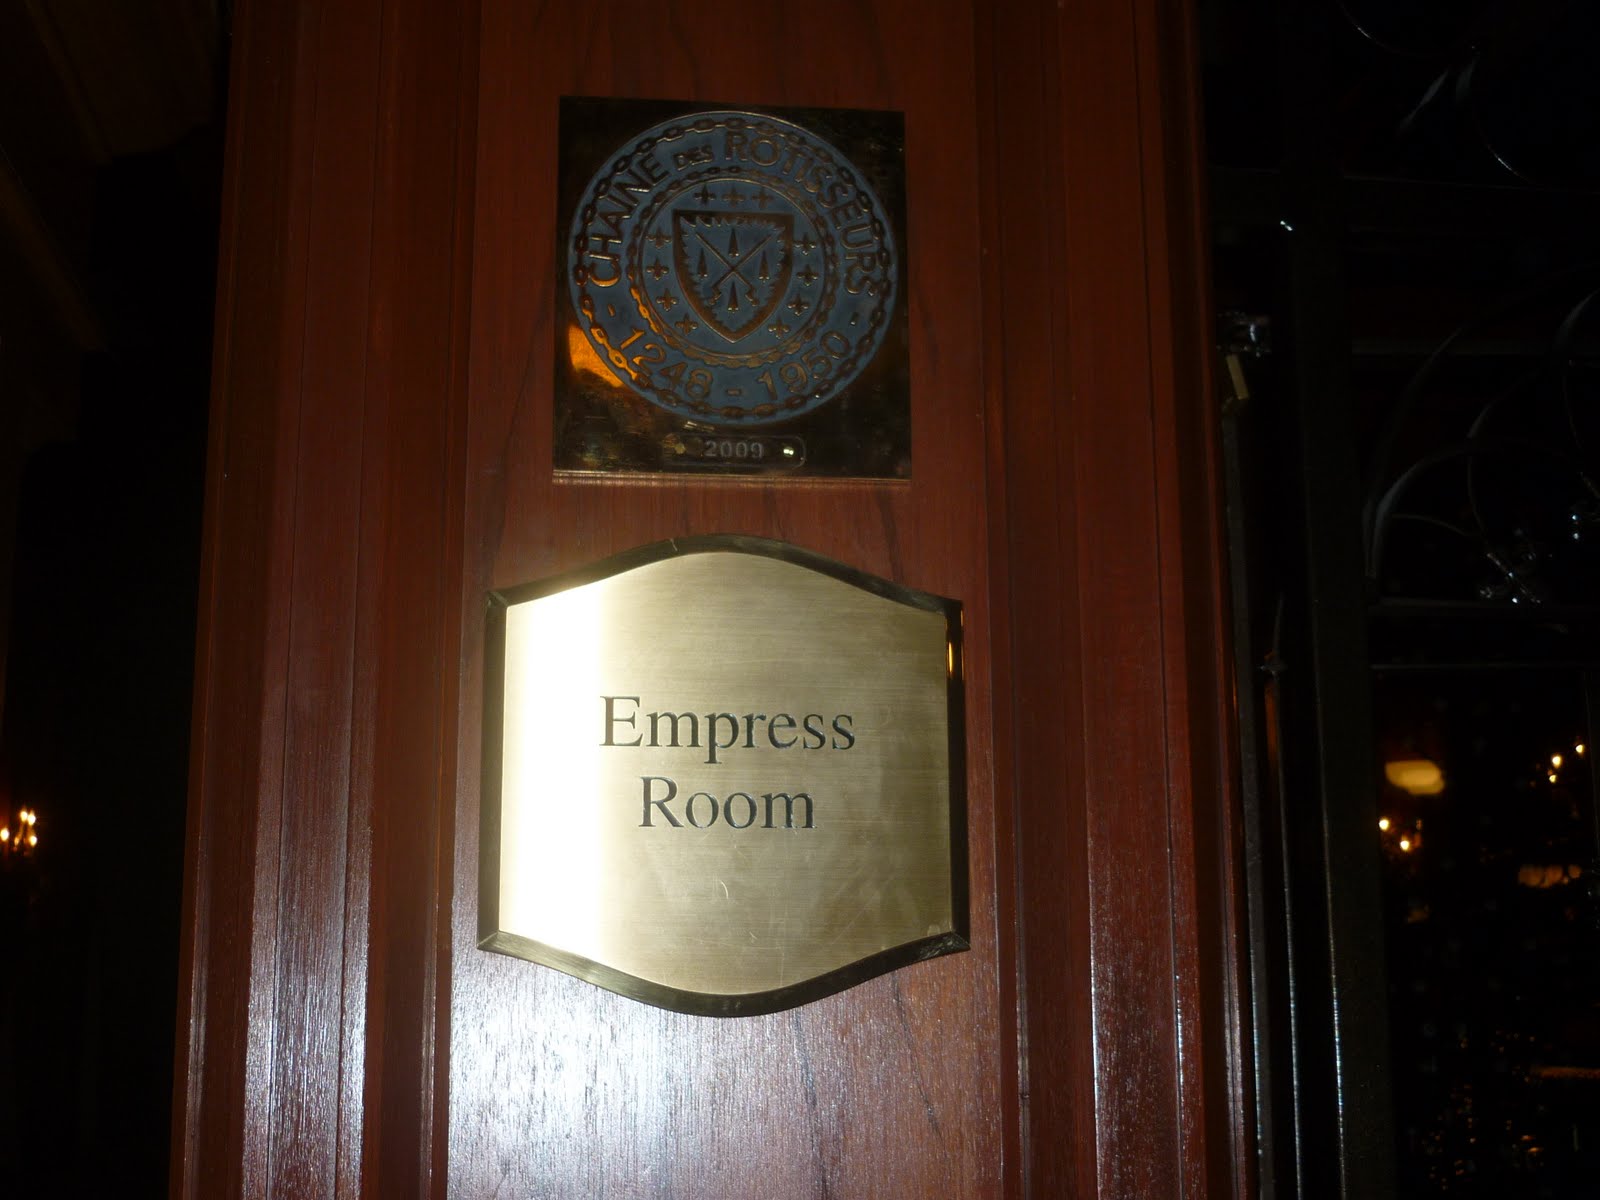 CHAINE DES ROTISSEURS
- 1248 - 1950 -
2009
Empress
Room